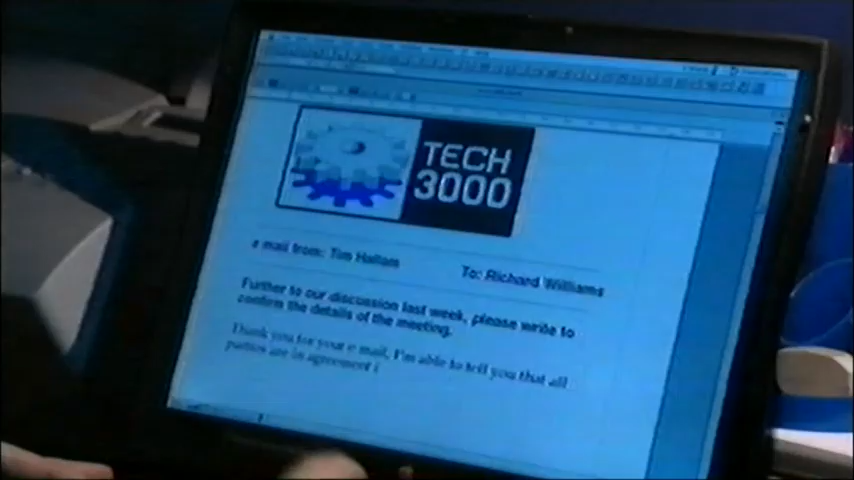 TECH
3000
e mail from: Tim Hallam
To: Richard Williams
Further to our discussion last week, please write to
confirm the details of the meeting.
Thank you for your e mail, I'm able to tell you that all
parties are in agreement